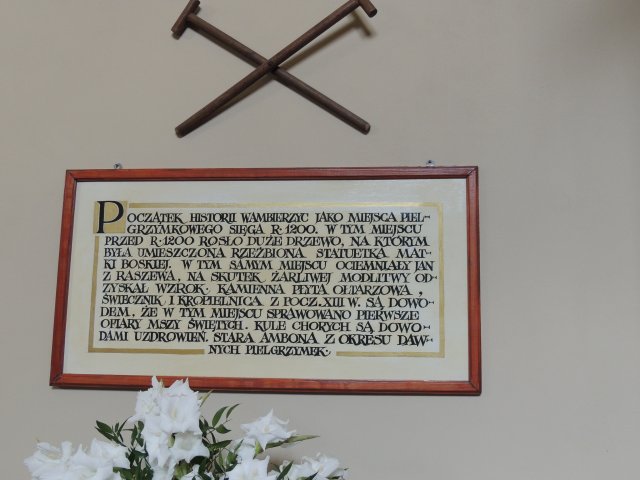 POCZĄTEK HISTORII WAMBIERZYC JAKO MIEJSCA PIEL-
GRZYMKOWEGO SIĘGA R. 1200. W TYM MIEJSCU
PRZED R. 1200 ROSŁO DUŻE DRZEWO, NA KTÓRYM
BYŁA UMIESZCZONA RZEŹBIONA STATUETKA MAT-
KI BOSKIEJ. W TYM SAMYM MIEJSCU OCIEMNIAŁY JAN
Z RASZEWA, NA SKUTEK ŻARLIWEJ MODLITWY OD-
ZYSKAŁ WZROK. KAMIENNA PŁYTA OŁTARZOWA,
ŚWIECZNIK I KROPIELNICA Z POCZ. XIII W. SĄ DOWO-
DEM, ŻE W TYM MIEJSCU SPRAWOWANO PIERWSZE
OFIARY MSZY ŚWIĘTYCH. KULE CHORYCH SĄ DOWO-
DAMI UZDROWIEŃ. STARA AMBONA Z OKRESU DAW-
NYCH PIELGRZYMEK.